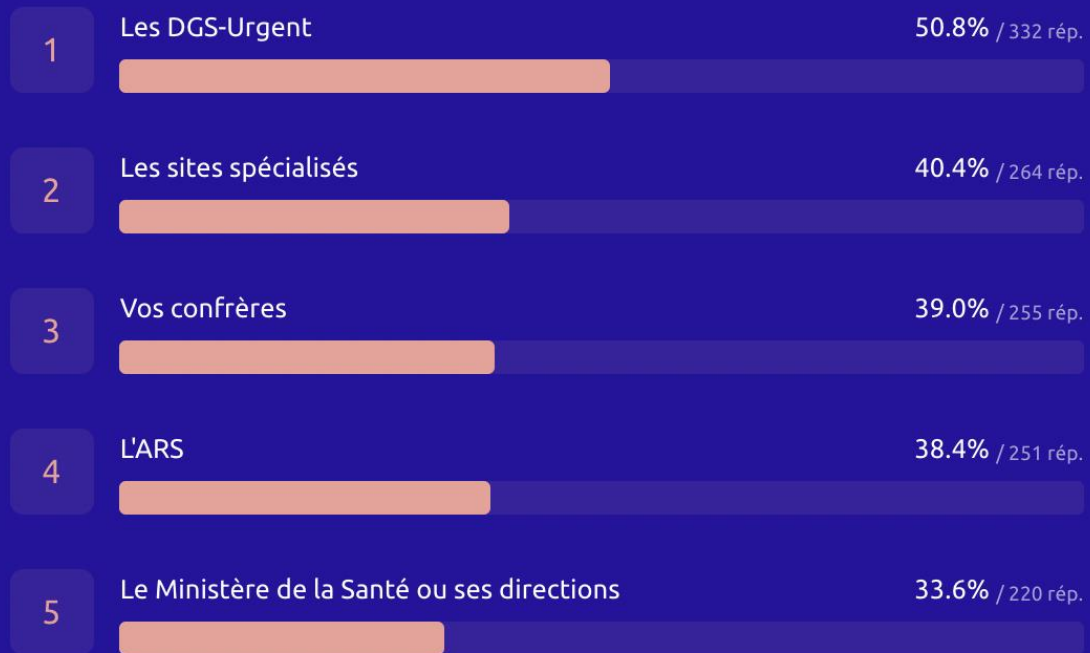 1 Les DGS-Urgent 50.8% / 332 rép.
2 Les sites spécialisés 40.4% / 264 rép.
3 Vos confrères 39.0% / 255 rép.
4 L'ARS 38.4% / 251 rép.
5 Le Ministère de la Santé ou ses directions 33.6% / 220 rép.